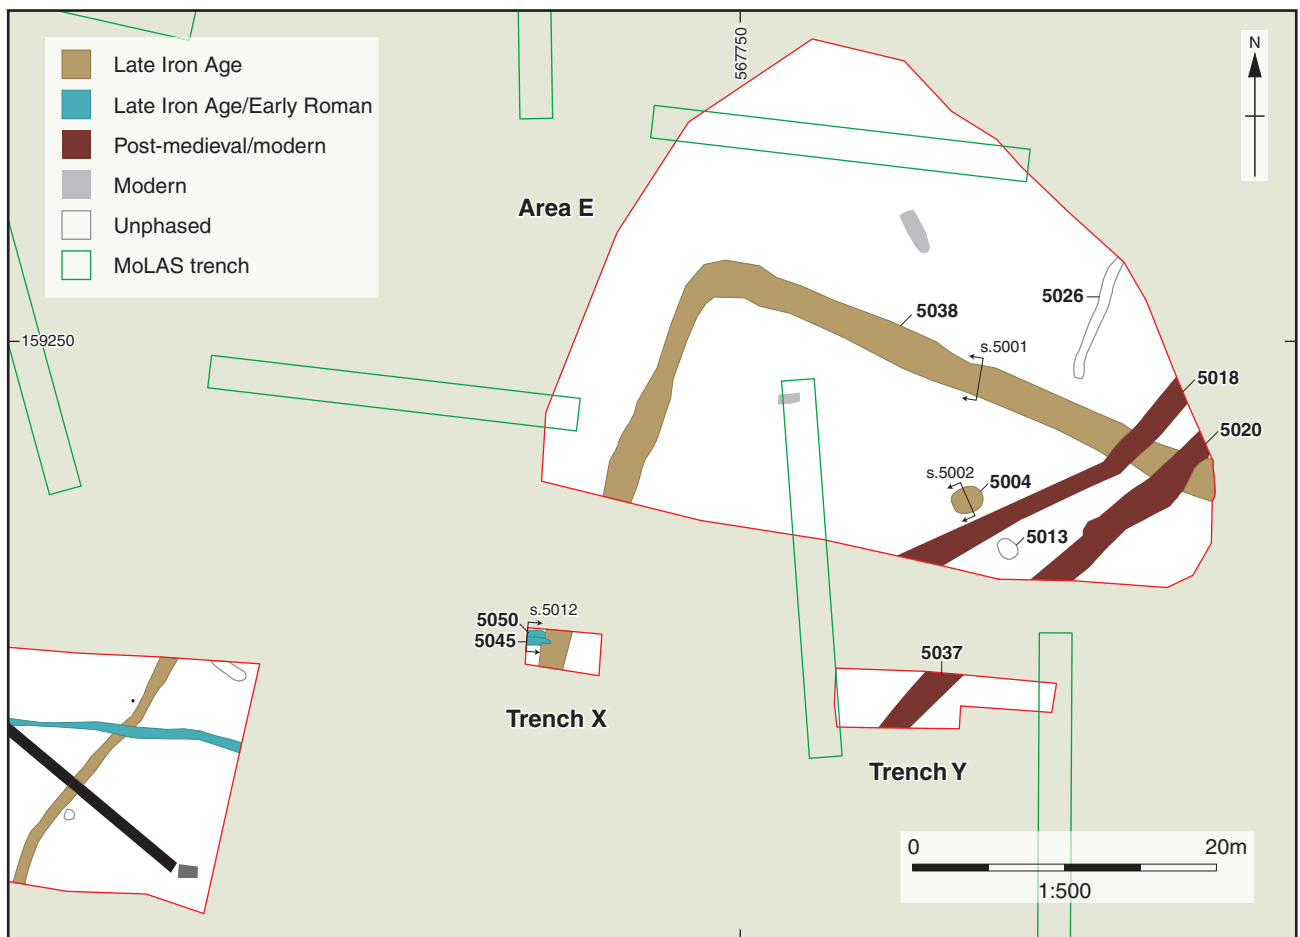 567750
N
Late Iron Age
Late Iron Age/Early Roman
Post-medieval/modern
Modern
Unphased
MoLAS trench
Area E
5026
5038
159250
s.5001
5018
5020
s.5002
5004
5013
5050
s.5012
5045
5037
Trench X
Trench Y
0
20m
1:500